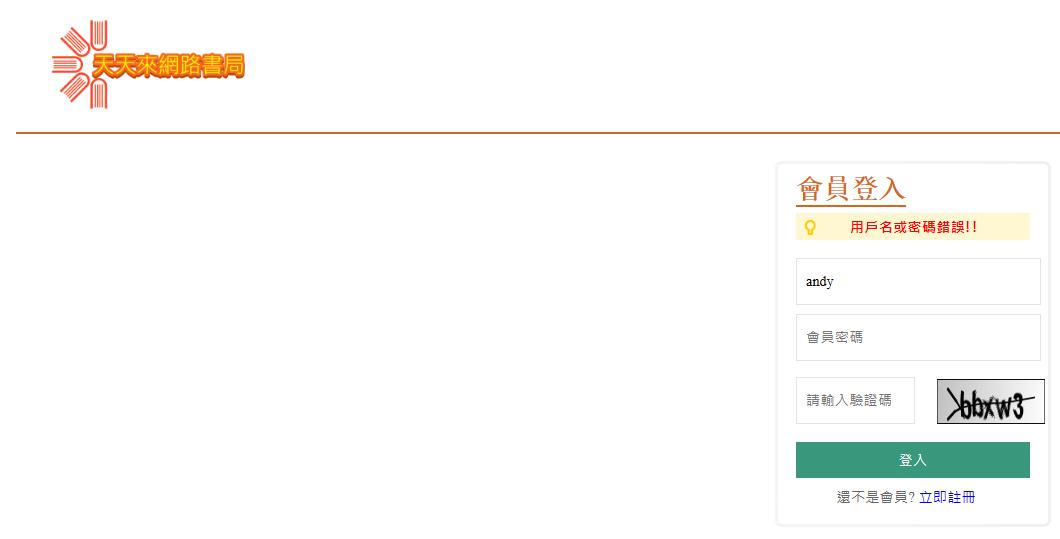 天天來網路書局
會員登入
用戶名或密碼錯誤!!
andy
會員密碼
請輸入驗證碼
bbxw3
登入
還不是會員? 立即註冊